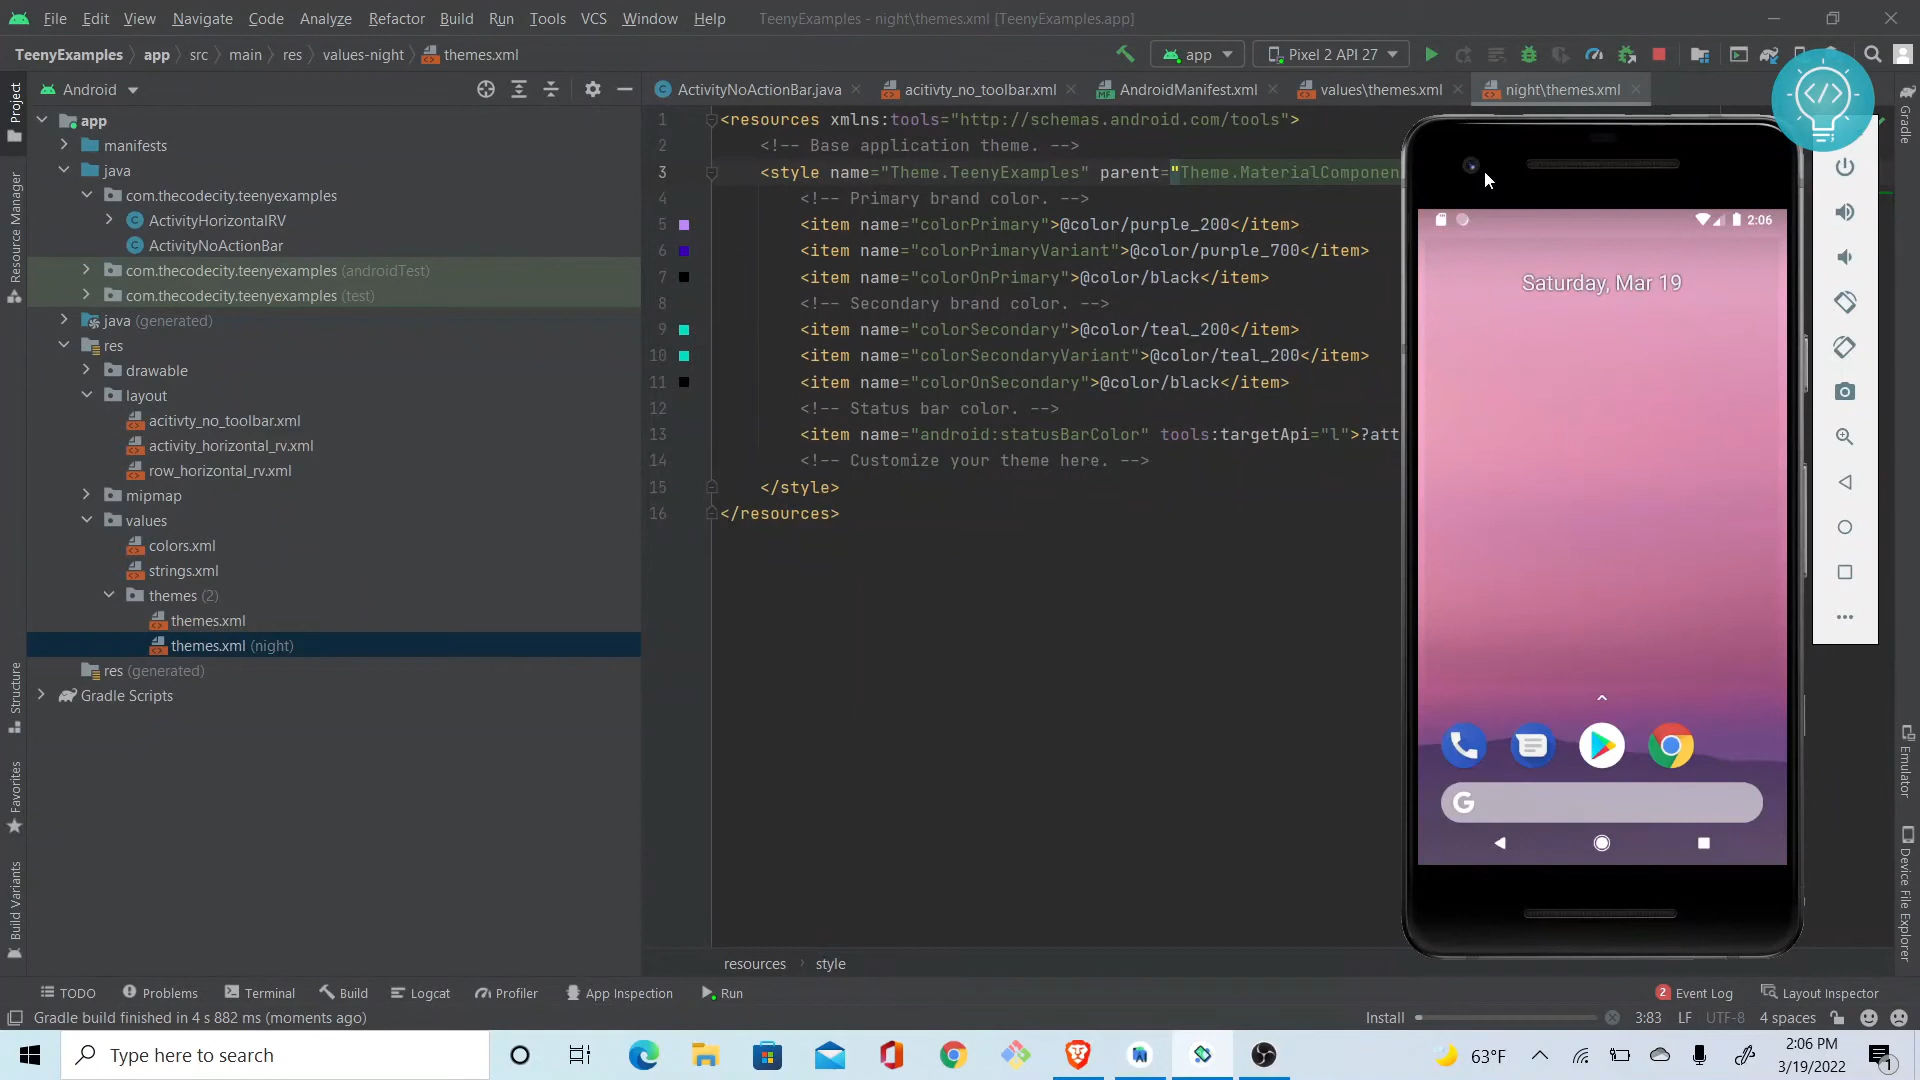 File Edit View Navigate Code Analyze Refactor Build Run Tools VCS Window Help TeenyExamples - night\themes.xml [TeenyExamples.app]
TeenyExamples app src main res values-night themes.xml app Pixel 2 API 27
Android
ActivityNoActionBar.java acitivty_no_toolbar.xml AndroidManifest.xml values\themes.xml night\themes.xml
Project
Resource Manager
Structure
Favorites
Build Variants
app
manifests
java
com.thecodecity.teenyexamples
ActivityHorizontalRV
ActivityNoActionBar
com.thecodecity.teenyexamples (androidTest)
com.thecodecity.teenyexamples (test)
java (generated)
res
drawable
layout
acitivty_no_toolbar.xml
activity_horizontal_rv.xml
row_horizontal_rv.xml
mipmap
values
colors.xml
strings.xml
themes (2)
themes.xml
themes.xml (night)
res (generated)
Gradle Scripts
1 <resources xmlns:tools="http://schemas.android.com/tools">
2 <!-- Base application theme. -->
3 <style name="Theme.TeenyExamples" parent="Theme.MaterialComponen
4 <!-- Primary brand color. -->
5 <item name="colorPrimary">@color/purple_200</item>
6 <item name="colorPrimaryVariant">@color/purple_700</item>
7 <item name="colorOnPrimary">@color/black</item>
8 <!-- Secondary brand color. -->
9 <item name="colorSecondary">@color/teal_200</item>
10 <item name="colorSecondaryVariant">@color/teal_200</item>
11 <item name="colorOnSecondary">@color/black</item>
12 <!-- Status bar color. -->
13 <item name="android:statusBarColor" tools:targetApi="l">?att
14 <!-- Customize your theme here. -->
15 </style>
16 </resources>
2:06
Saturday, Mar 19
G
</>
Gradle
Emulator
Device File Explorer
resources style
TODO Problems Terminal Build Logcat Profiler App Inspection Run 2 Event Log Layout Inspector
Gradle build finished in 4 s 882 ms (moments ago) Install 3:83 LF UTF-8 4 spaces
Type here to search 63°F 2:06 PM
3/19/2022
1